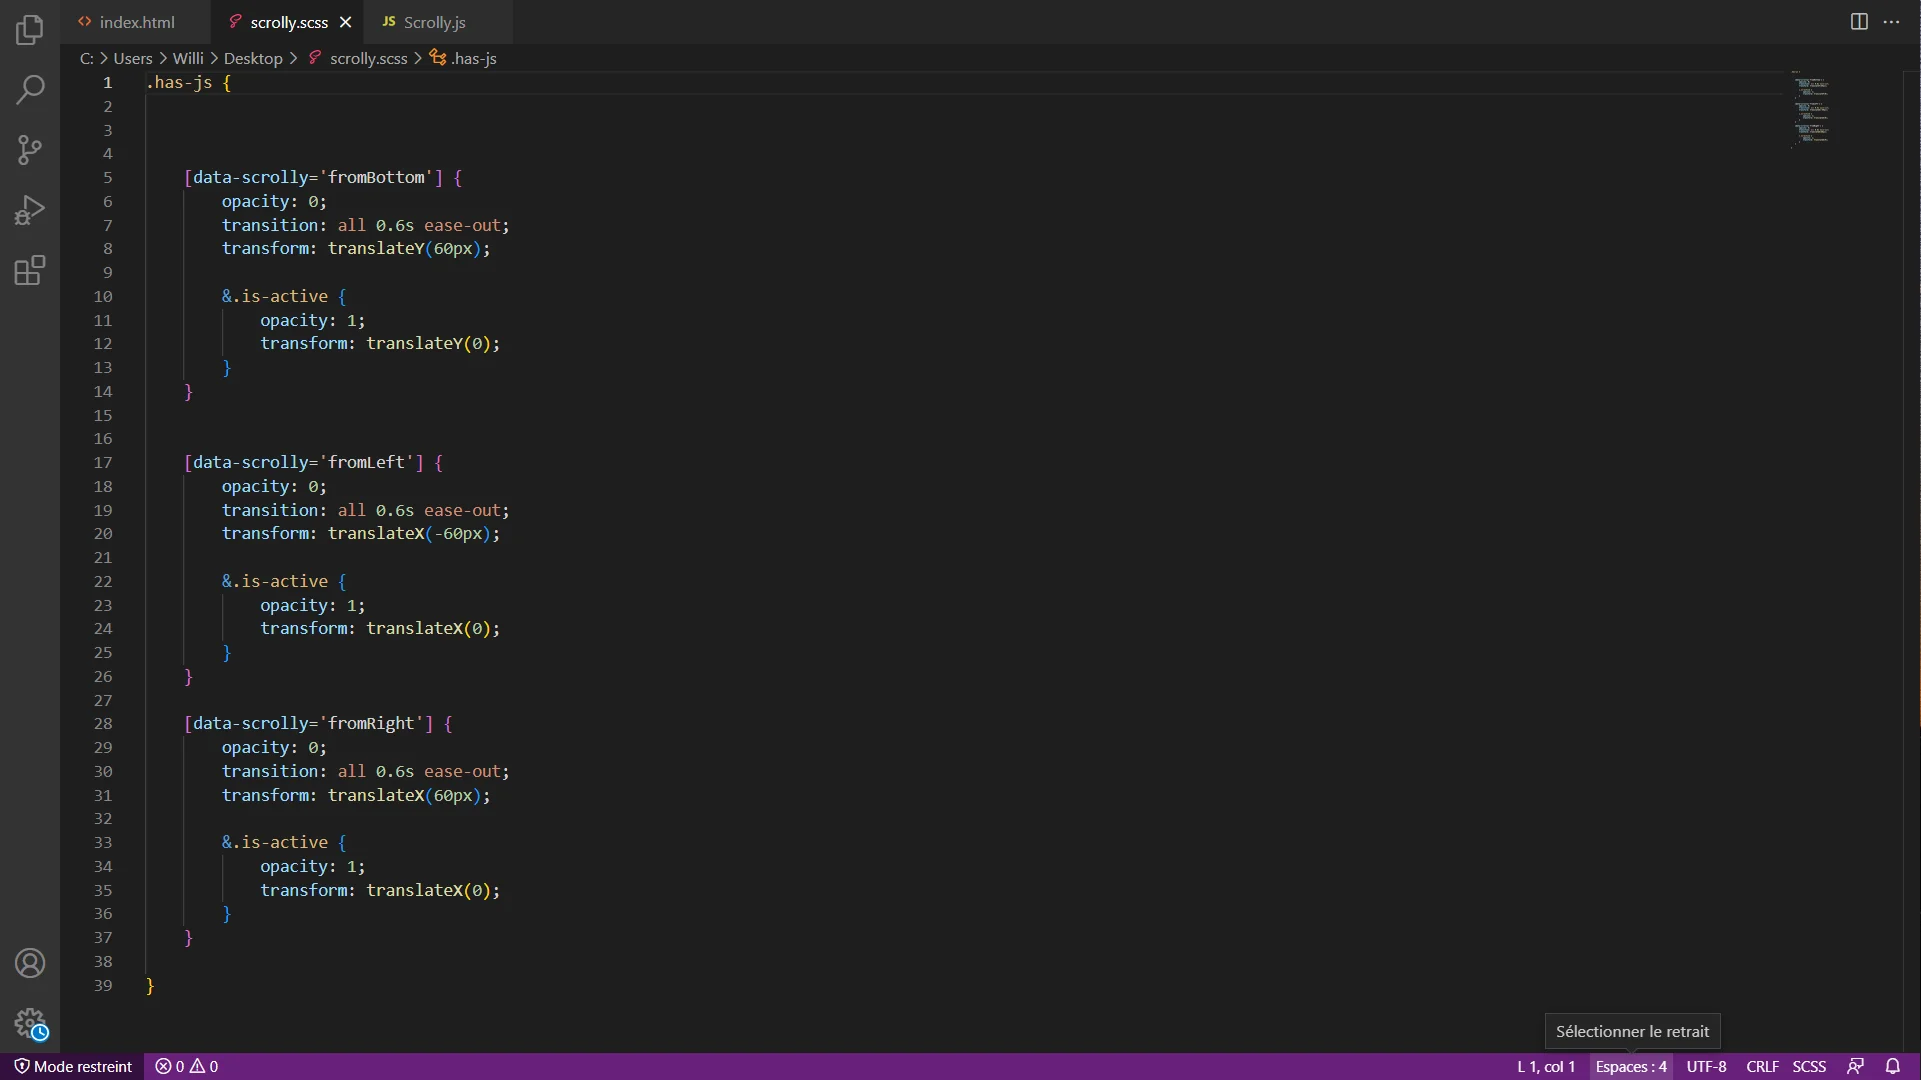 index.html scrolly.scss JS Scrolly.js
C: > Users > Willi > Desktop > scrolly.scss > .has-js
1 .has-js {
2
3
4
5 [data-scrolly='fromBottom'] {
6 opacity: 0;
7 transition: all 0.6s ease-out;
8 transform: translateY(60px);
9
10 &.is-active {
11 opacity: 1;
12 transform: translateY(0);
13 }
14 }
15
16
17 [data-scrolly='fromLeft'] {
18 opacity: 0;
19 transition: all 0.6s ease-out;
20 transform: translateX(-60px);
21
22 &.is-active {
23 opacity: 1;
24 transform: translateX(0);
25 }
26 }
27
28 [data-scrolly='fromRight'] {
29 opacity: 0;
30 transition: all 0.6s ease-out;
31 transform: translateX(60px);
32
33 &.is-active {
34 opacity: 1;
35 transform: translateX(0);
36 }
37 }
38
39 }
Sélectionner le retrait
Mode restreint 0 0 L 1, col 1 Espaces : 4 UTF-8 CRLF SCSS